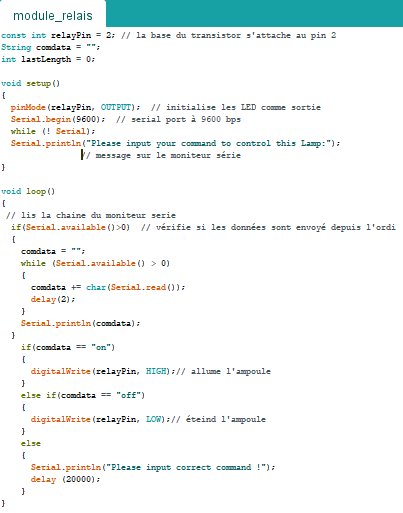 module_relais
const int relayPin = 2; // la base du transistor s'attache au pin 2
String comdata = "";
int lastLength = 0;

void setup()
{
  pinMode(relayPin, OUTPUT);  // initialise les LED comme sortie
  Serial.begin(9600);  // serial port à 9600 bps
  while (! Serial);
  Serial.println("Please input your command to control this Lamp:");
                // message sur le moniteur série
}

void loop()
{
 // lis la chaine du moniteur serie
  if(Serial.available()>0)  // vérifie si les données sont envoyé depuis l'ordi
  {
    comdata = "";
    while (Serial.available() > 0)
    {
      comdata += char(Serial.read());
      delay(2);
    }
    Serial.println(comdata);
  }
    if(comdata == "on")
    {
      digitalWrite(relayPin, HIGH);// allume l'ampoule
    }
    else if(comdata == "off")
    {
      digitalWrite(relayPin, LOW);// éteind l'ampoule
    }
    else
    {
      Serial.println("Please input correct command !");
      delay (20000);
    }
}